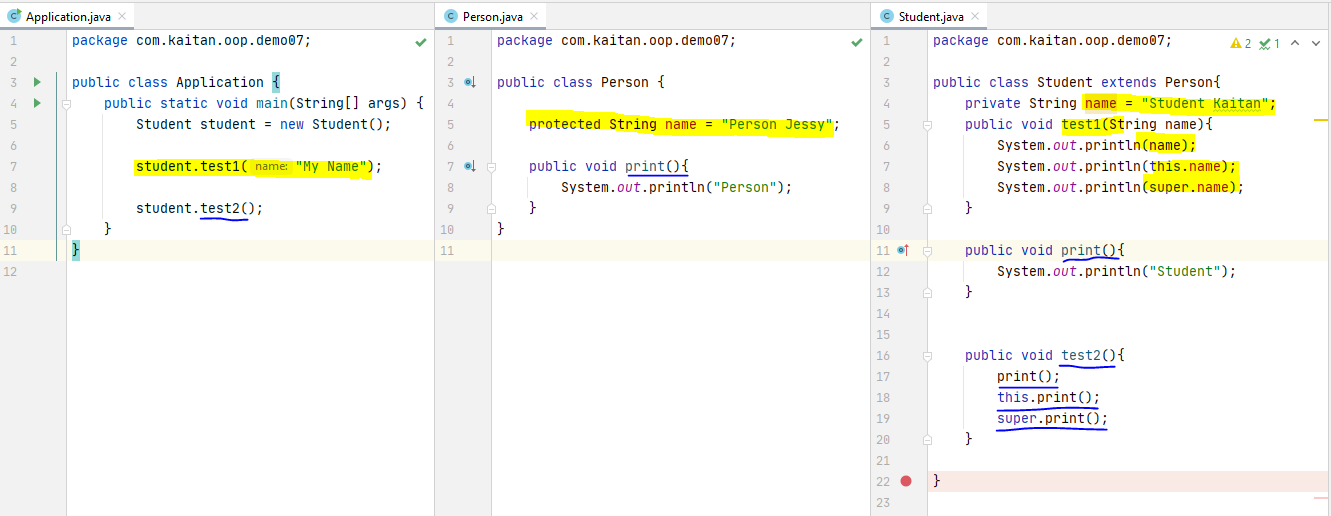 Application.java
1 package com.kaitan.oop.demo07;
2
3 public class Application {
4 public static void main(String[] args) {
5 Student student = new Student();
6
7 student.test1( name: "My Name");
8
9 student.test2();
10 }
11 }
12
Person.java
1 package com.kaitan.oop.demo07;
2
3 public class Person {
4
5 protected String name = "Person Jessy";
6
7 public void print(){
8 System.out.println("Person");
9 }
10 }
11
Student.java
1 package com.kaitan.oop.demo07;
2 1
2
3 public class Student extends Person{
4 private String name = "Student Kaitan";
5 public void test1(String name){
6 System.out.println(name);
7 System.out.println(this.name);
8 System.out.println(super.name);
9 }
10
11 public void print(){
12 System.out.println("Student");
13 }
14
15
16 public void test2(){
17 print();
18 this.print();
19 super.print();
20 }
21
22 }
23